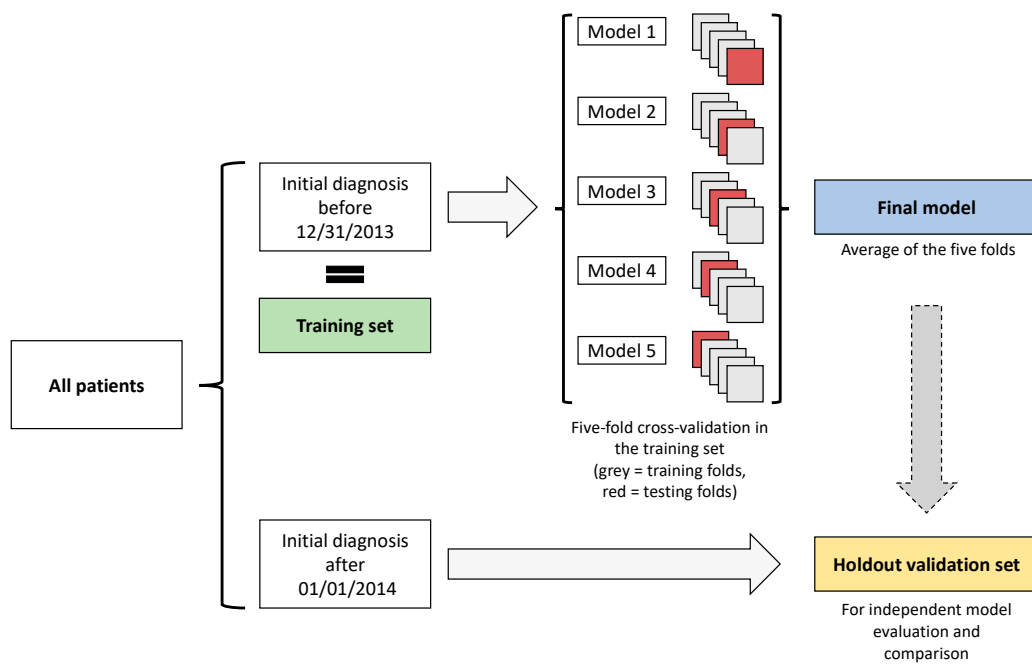 All patients
Initial diagnosis
before
12/31/2013
Training set
Initial diagnosis
after
01/01/2014
Model 1
Model 2
Model 3
Model 4
Model 5
Five-fold cross-validation in
the training set
(grey = training folds,
red = testing folds)
Final model
Average of the five folds
Holdout validation set
For independent model
evaluation and
comparison